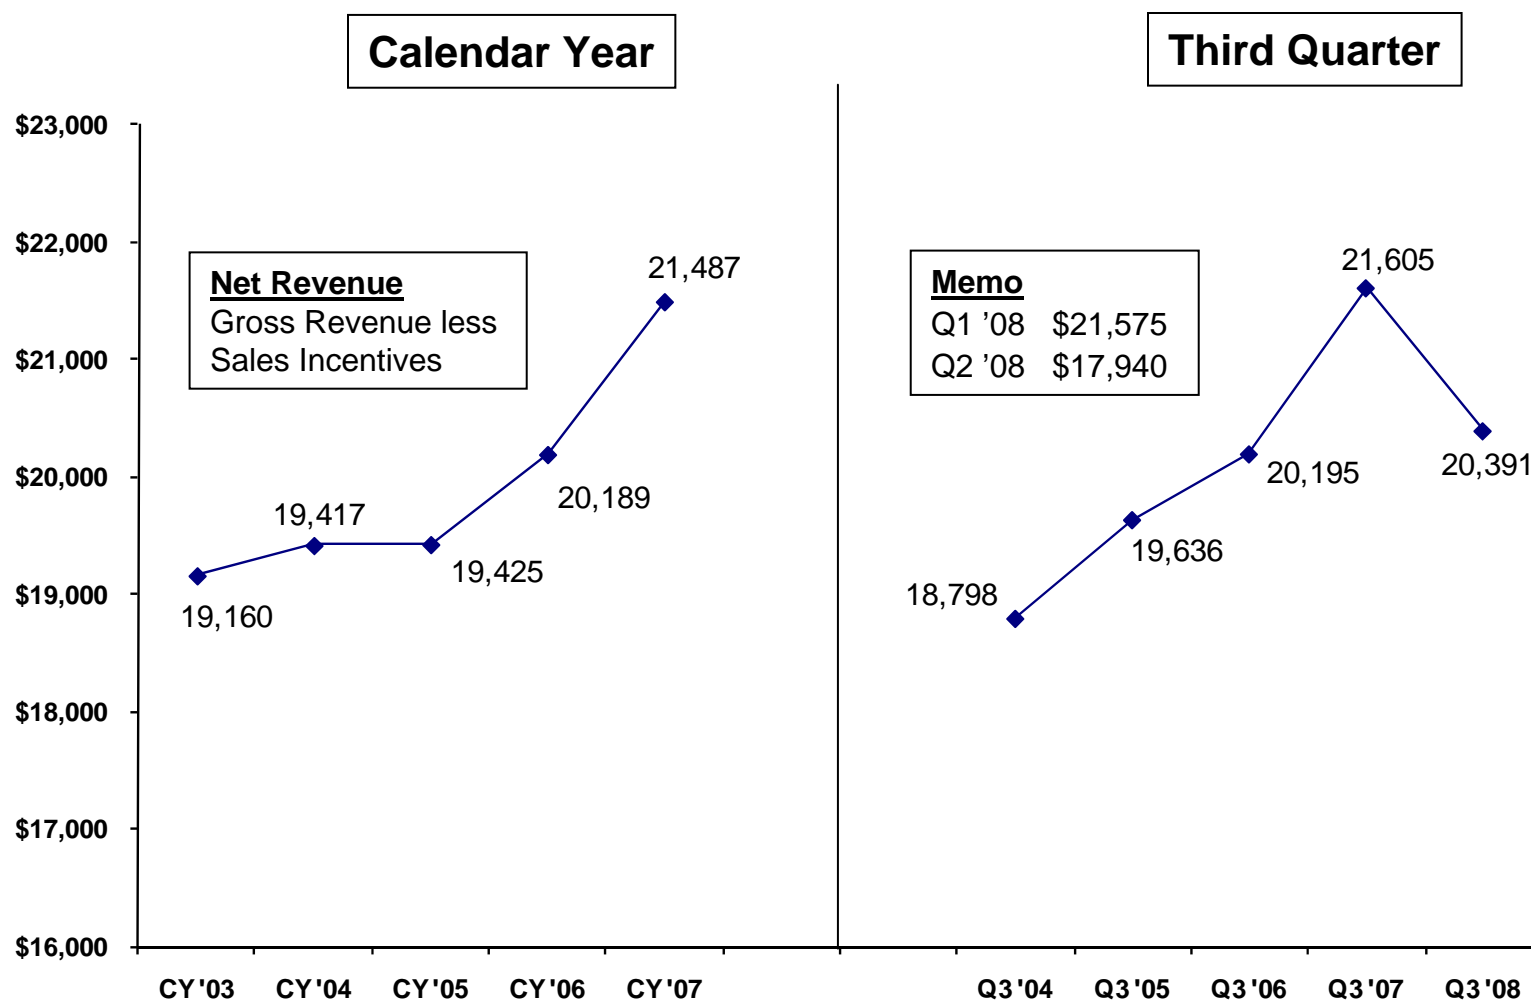 Calendar Year
Third Quarter
$23,000
$22,000
$21,000
$20,000
$19,000
$18,000
$17,000
$16,000
Net Revenue
Gross Revenue less
Sales Incentives
19,160
19,417
19,425
20,189
21,487
Memo
Q1 ’08 $21,575
Q2 ’08 $17,940
18,798
19,636
20,195
21,605
20,391
CY'03 CY'04 CY'05 CY'06 CY'07 Q3'04 Q3'05 Q3'06 Q3'07 Q3'08